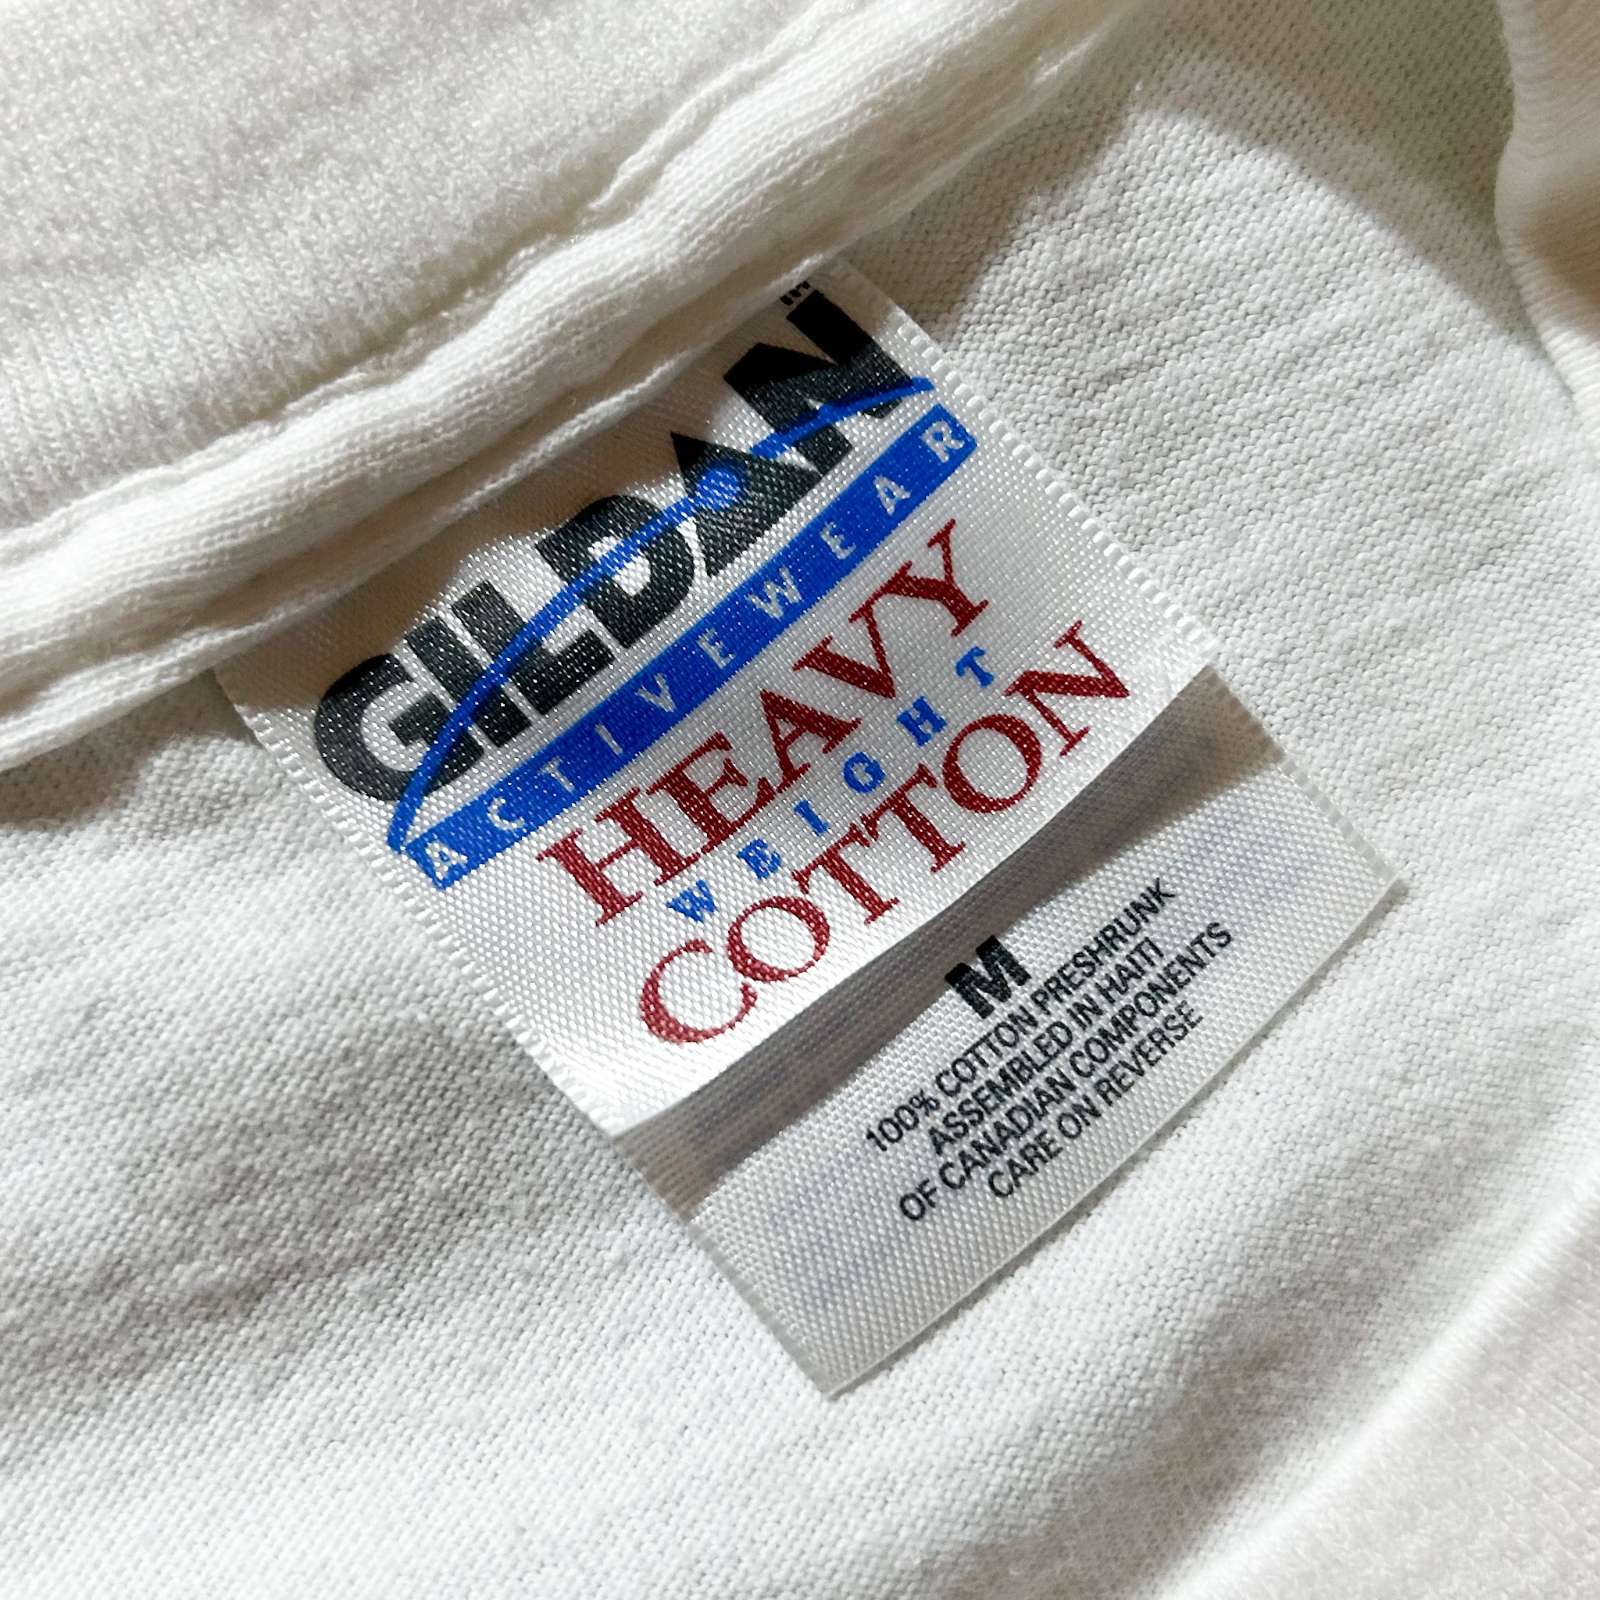 GILDAN
ACTIVEWEAR
HEAVY
WEIGHT
COTTON
M
100% COTTON PRESHRUNK
ASSEMBLED IN HAITI
OF CANADIAN COMPONENTS
CARE ON REVERSE